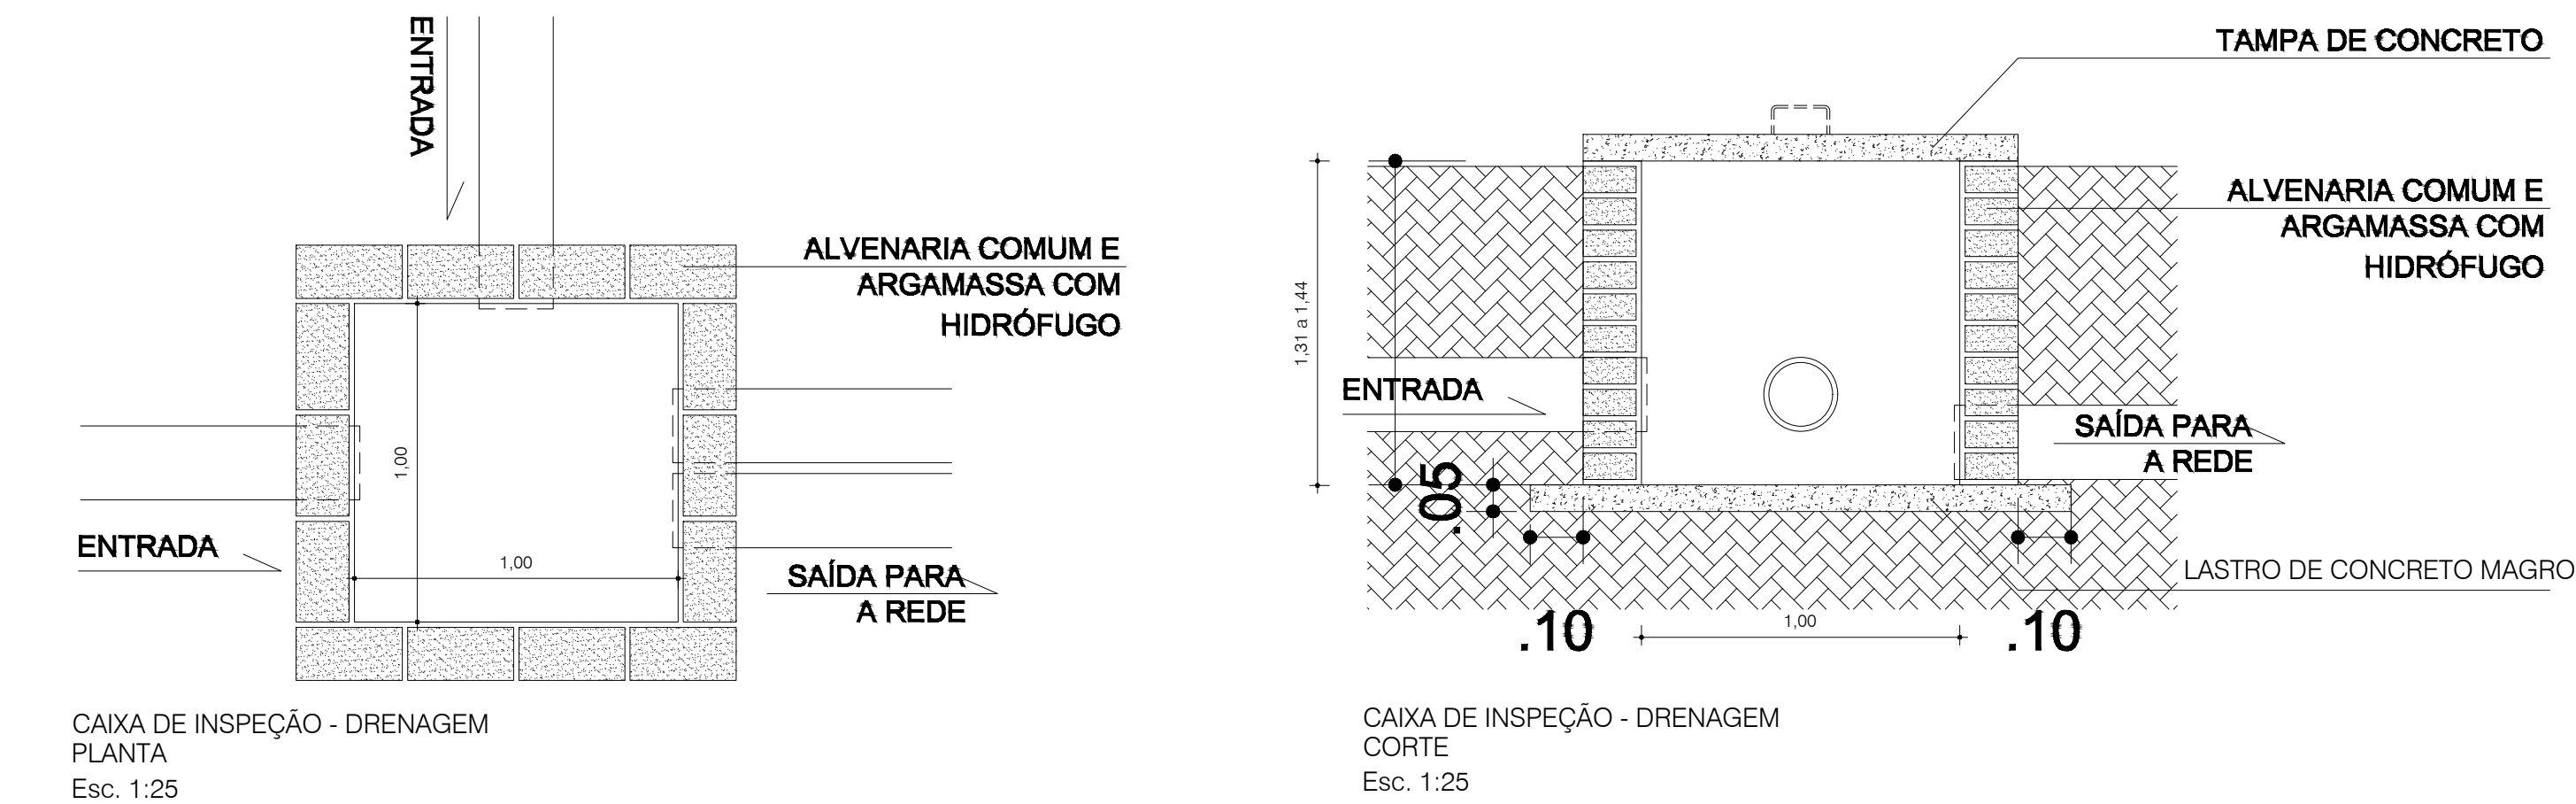 ENTRADA
ALVENARIA COMUM E
ARGAMASSA COM
HIDRÓFUGO
1,00
ENTRADA
1,00
SAÍDA PARA
A REDE
CAIXA DE INSPEÇÃO - DRENAGEM
PLANTA
Esc. 1:25
TAMPA DE CONCRETO
ALVENARIA COMUM E
ARGAMASSA COM
HIDRÓFUGO
1,31 a 1,44
ENTRADA
SAÍDA PARA
A REDE
.05
LASTRO DE CONCRETO MAGRO
.10
1,00
.10
CAIXA DE INSPEÇÃO - DRENAGEM
CORTE
Esc. 1:25